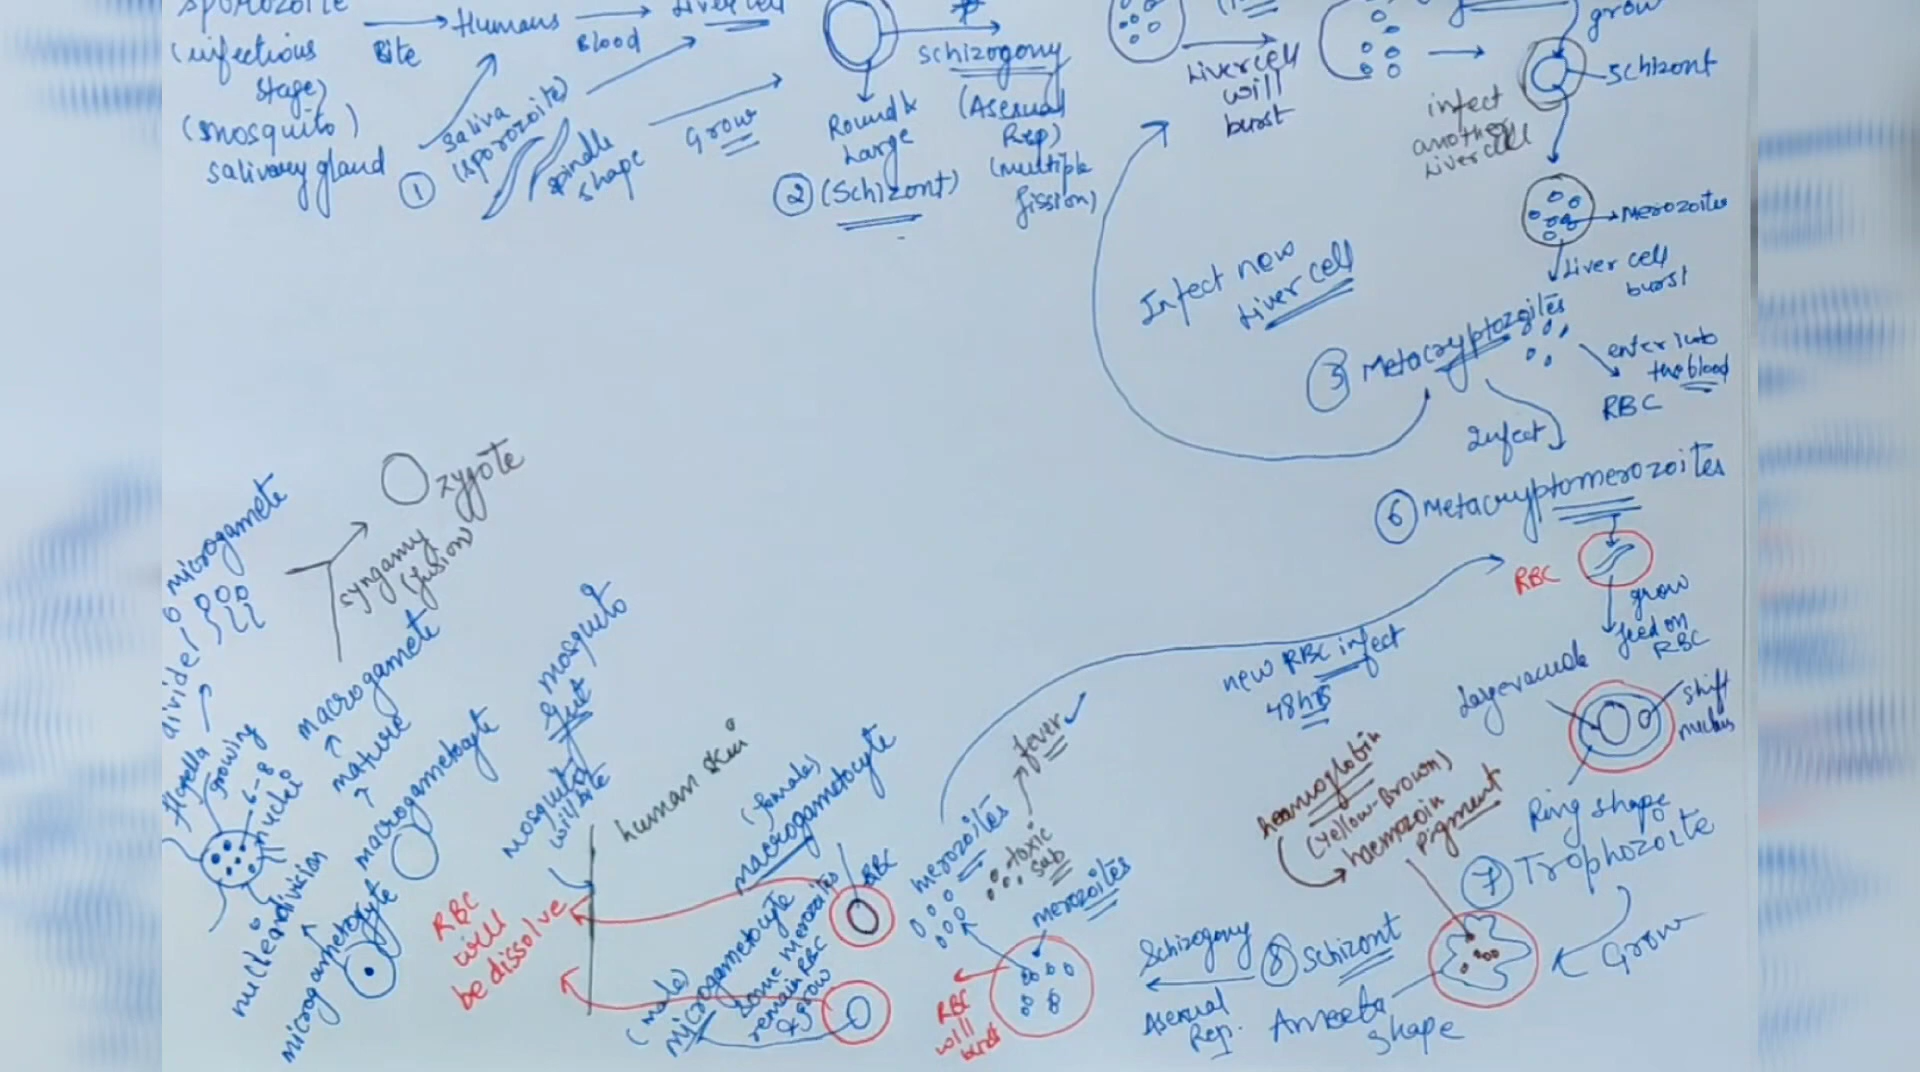 sporozoite
(infectious
stage)
(mosquito)
salivary gland
Bite
Humans
Blood
Liver cell
1
Saliva
(sporozoite)
spindle
shape
Grow
Round &
Large
2 (Schizont)
schizogony
(Asexual
Rep)
(multiple
fission)
Liver cell
will
burst
infect
another
Liver cell
grow
Schizont
Merozoites
Liver cell
burst
Infect new
Liver cell
Metacryptozoites
enter into
the blood
RBC
Infect
6 Metacryptomerozoites
RBC
grow
feed on
RBC
new RBC infect
48 hrs
Large vacuole
shift
nucleus
Ring shape
7 Trophozoite
Grow
haemoglobin
(Yellow-Brown)
haemozoin
pigment
8 Schizont
Amoeba
shape
Schizogony
Asexual
Rep.
merozoites
RBC
will
burst
merozoites
toxic
sub
fever
RBC
(female)
macrogametocyte
(male)
microgametocyte
some merozoites
remain RBC
& grow
human skin
mosquito
will bite
mosquito
gut
RBC
will
be dissolve
microgametocyte
nuclear division
6-8
nuclei
growing
flagella
divide
microgamete
macrogametocyte
mature
macrogamete
syngamy
(fusion)
zygote